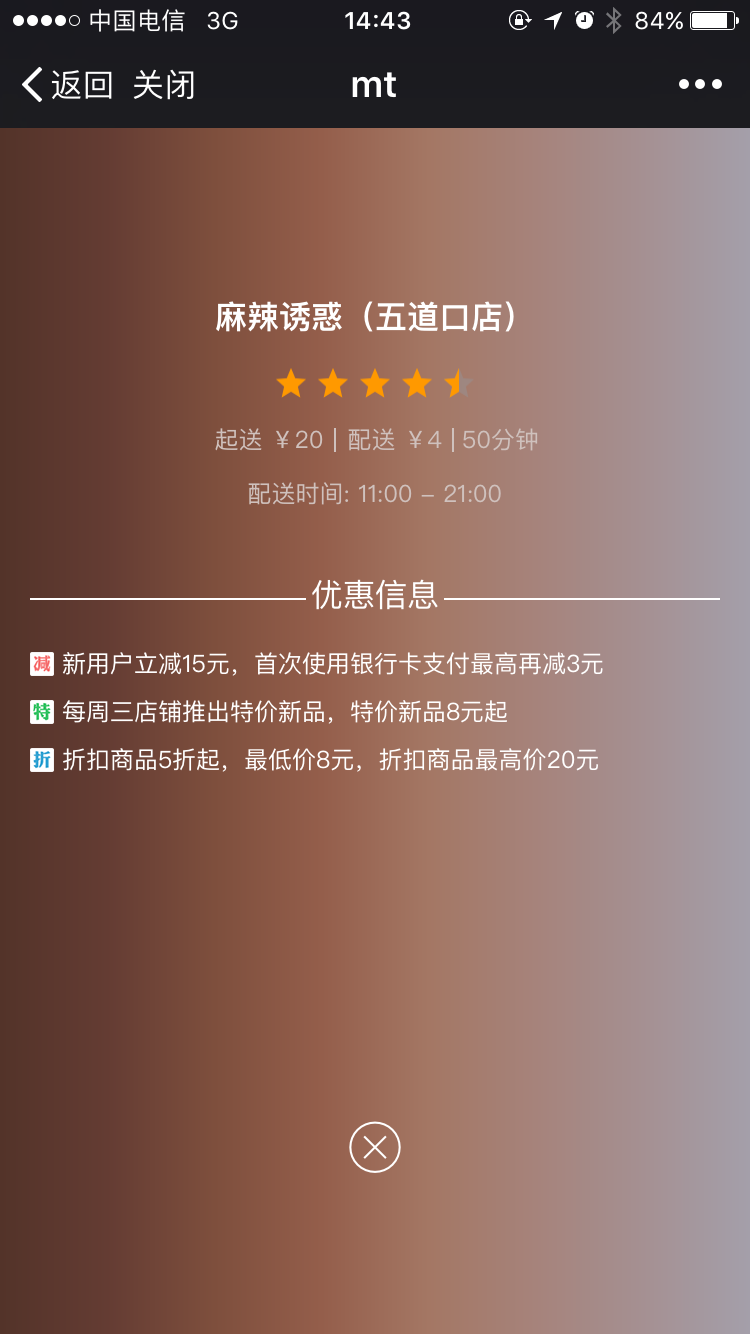 中国电信 3G 14:43 84%
返回 关闭 mt
麻辣诱惑（五道口店）
起送 ￥20 | 配送 ￥4 | 50分钟
配送时间: 11:00 – 21:00
优惠信息
减 新用户立减15元，首次使用银行卡支付最高再减3元
特 每周三店铺推出特价新品，特价新品8元起
折 折扣商品5折起，最低价8元，折扣商品最高价20元